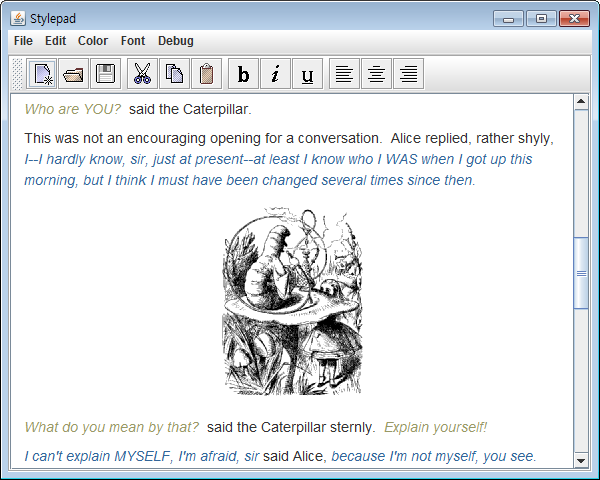 Stylepad
File Edit Color Font Debug
b i u
Who are YOU?  said the Caterpillar.
This was not an encouraging opening for a conversation.  Alice replied, rather shyly,
I--I hardly know, sir, just at present--at least I know who I WAS when I got up this
morning, but I think I must have been changed several times since then.
What do you mean by that?  said the Caterpillar sternly.  Explain yourself!
I can't explain MYSELF, I'm afraid, sir said Alice, because I'm not myself, you see.